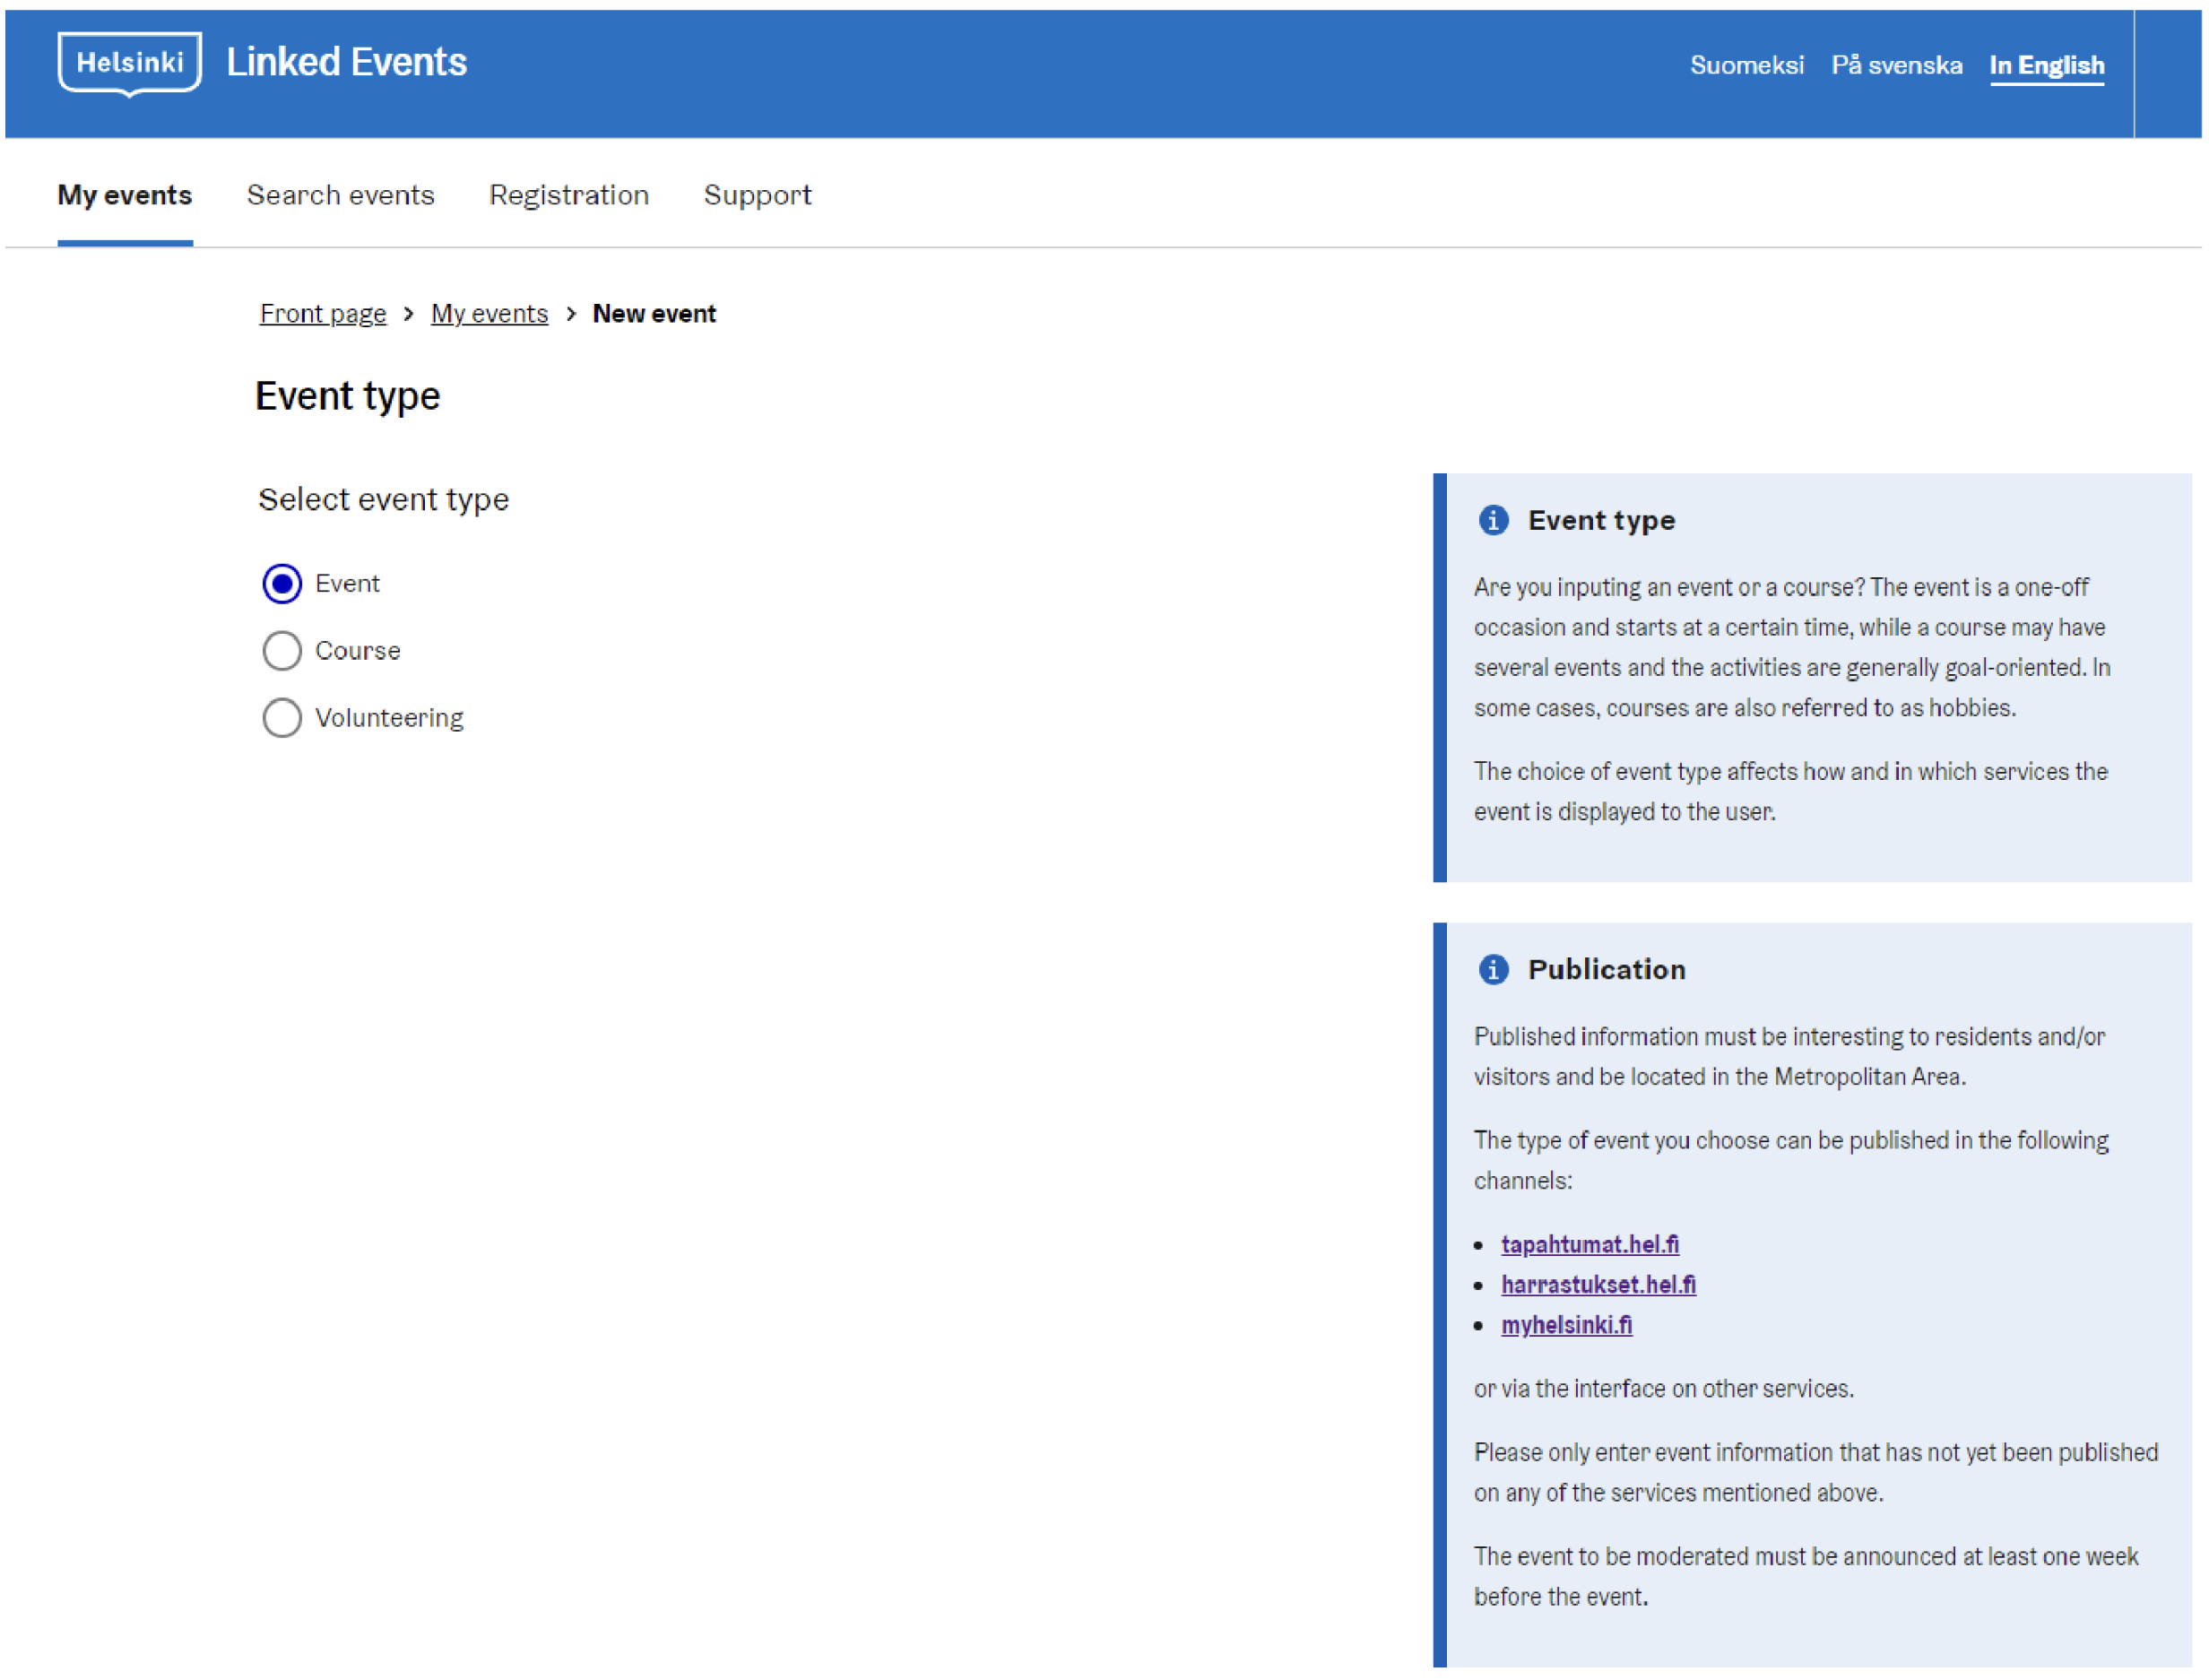 Helsinki Linked Events
Suomeksi På svenska In English
My events Search events Registration Support
Front page > My events > New event
Event type
Select event type
Event
Course
Volunteering
Event type
Are you inputing an event or a course? The event is a one-off
occasion and starts at a certain time, while a course may have
several events and the activities are generally goal-oriented. In
some cases, courses are also referred to as hobbies.
The choice of event type affects how and in which services the
event is displayed to the user.
Publication
Published information must be interesting to residents and/or
visitors and be located in the Metropolitan Area.
The type of event you choose can be published in the following
channels:
• tapahtumat.hel.fi
• harrastukset.hel.fi
• myhelsinki.fi
or via the interface on other services.
Please only enter event information that has not yet been published
on any of the services mentioned above.
The event to be moderated must be announced at least one week
before the event.